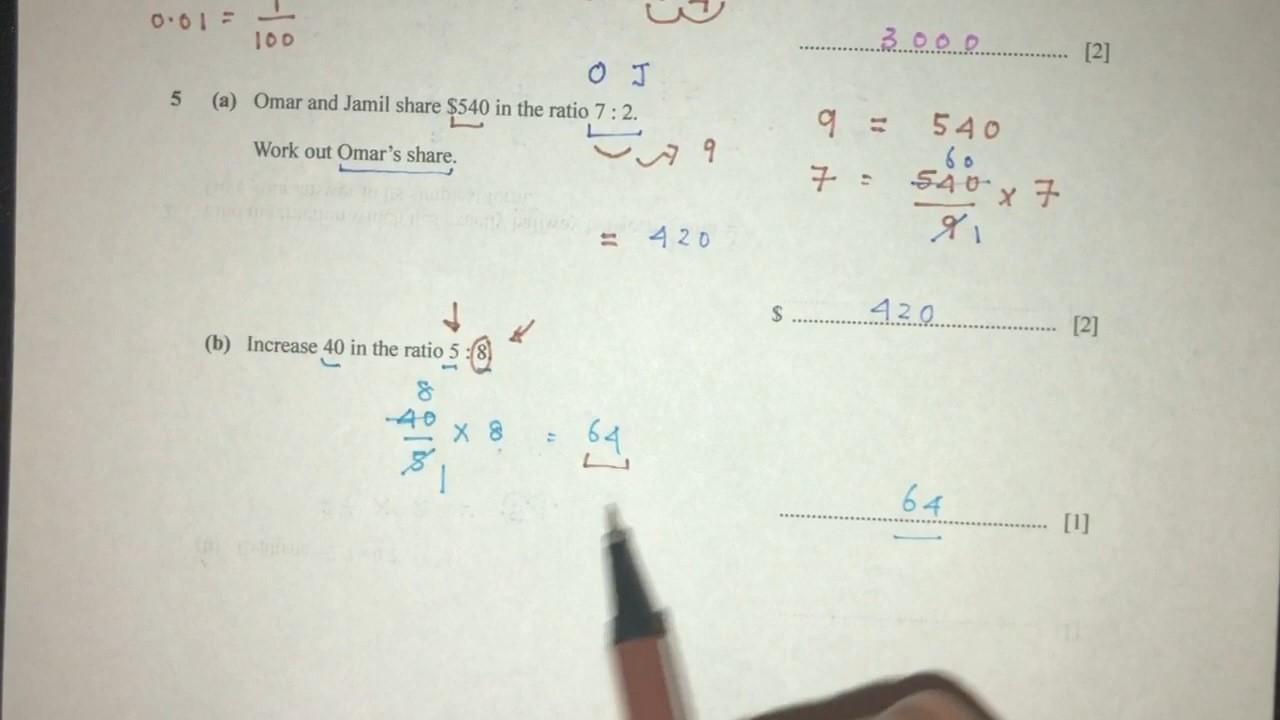 0.01 = 1/100
3000 [2]
O J
5 (a) Omar and Jamil share $540 in the ratio 7 : 2.
9 = 540
Work out Omar's share.
9
60
7 = 540/9 1 × 7
= 420
$ 420 [2]
(b) Increase 40 in the ratio 5 : 8
8
40/5 1 × 8 = 64
64 [1]